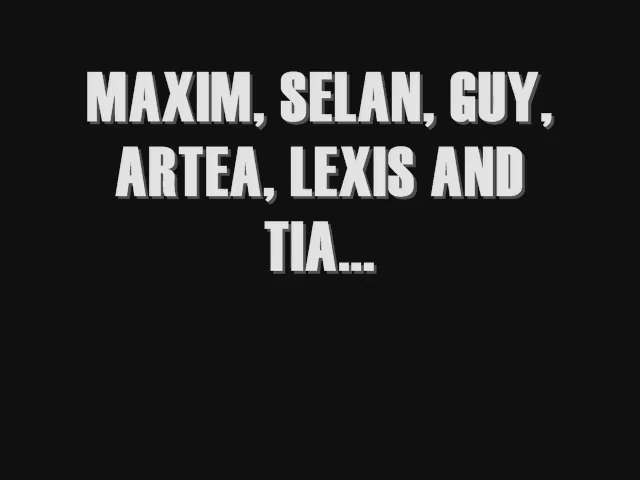 MAXIM, SELAN, GUY,
ARTEA, LEXIS AND
TIA...